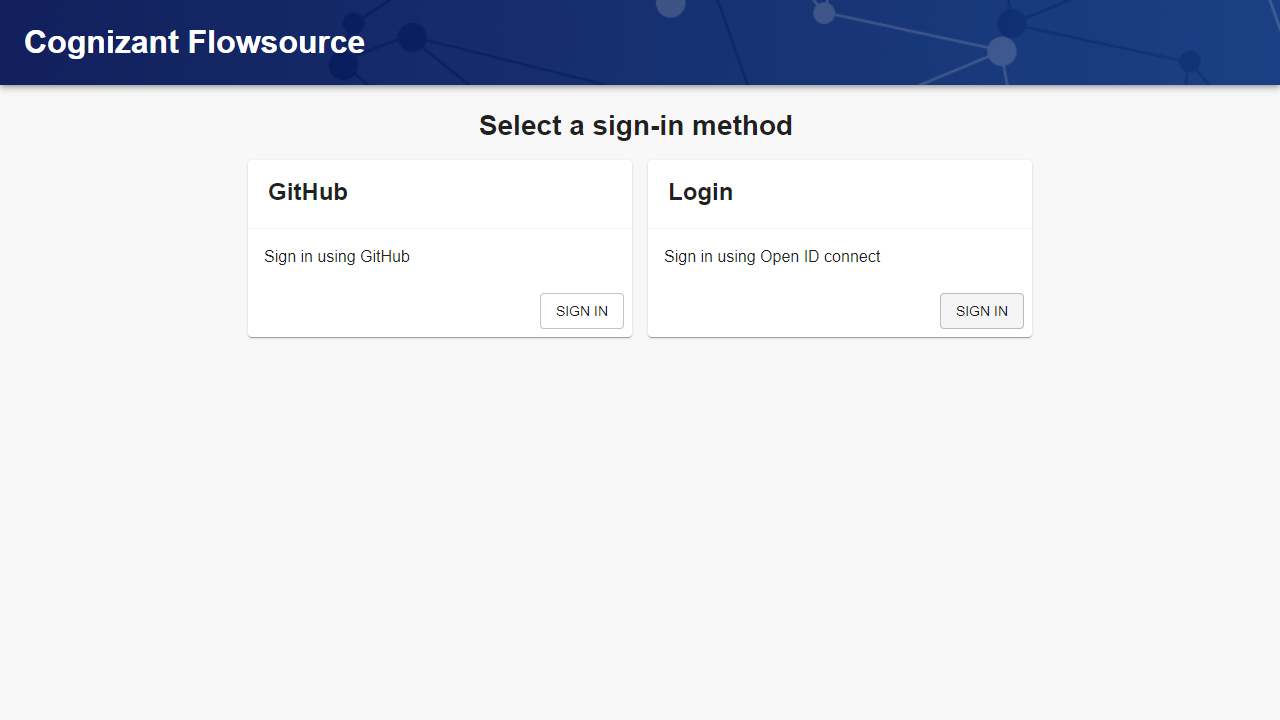 Cognizant Flowsource
Select a sign-in method
GitHub
Sign in using GitHub
SIGN IN
Login
Sign in using Open ID connect
SIGN IN